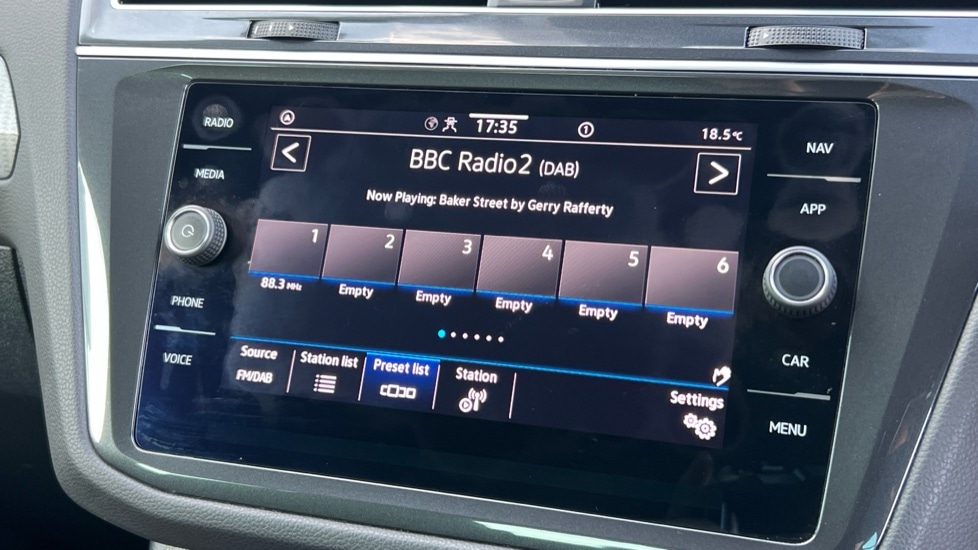 RADIO
MEDIA
PHONE
VOICE
A
17:35
1
18.5°C
<
BBC Radio2 (DAB)
>
Now Playing: Baker Street by Gerry Rafferty
1 2 3 4 5 6
88.3 MHz Empty Empty Empty Empty Empty
Source Station list Preset list Station Settings
FM/DAB
NAV
APP
CAR
MENU